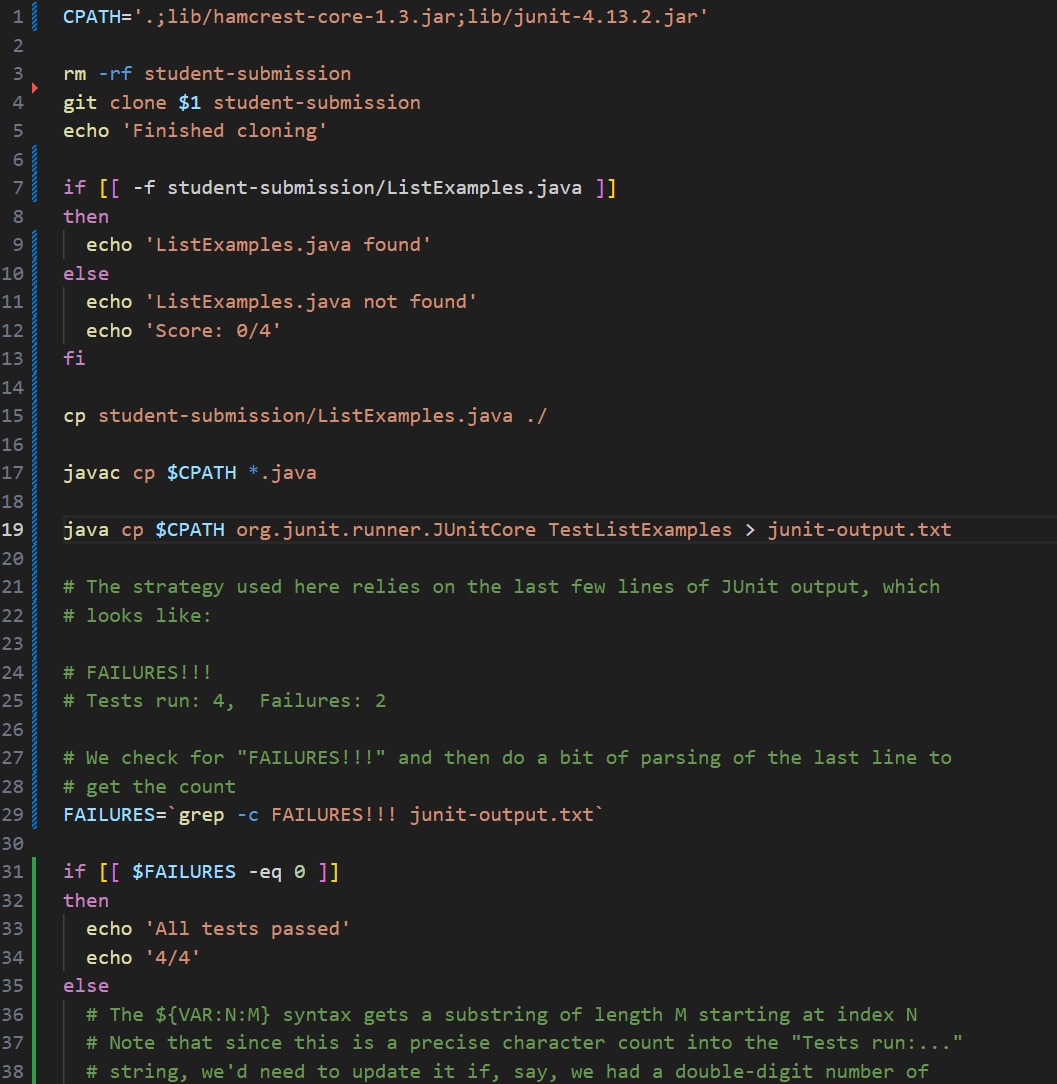 1 CPATH='.;lib/hamcrest-core-1.3.jar;lib/junit-4.13.2.jar'
2
3 rm -rf student-submission
4 git clone $1 student-submission
5 echo 'Finished cloning'
6
7 if [[ -f student-submission/ListExamples.java ]]
8 then
9   echo 'ListExamples.java found'
10 else
11   echo 'ListExamples.java not found'
12   echo 'Score: 0/4'
13 fi
14
15 cp student-submission/ListExamples.java ./
16
17 javac cp $CPATH *.java
18
19 java cp $CPATH org.junit.runner.JUnitCore TestListExamples > junit-output.txt
20
21 # The strategy used here relies on the last few lines of JUnit output, which
22 # looks like:
23
24 # FAILURES!!!
25 # Tests run: 4,  Failures: 2
26
27 # We check for "FAILURES!!!" and then do a bit of parsing of the last line to
28 # get the count
29 FAILURES=`grep -c FAILURES!!! junit-output.txt`
30
31 if [[ $FAILURES -eq 0 ]]
32 then
33   echo 'All tests passed'
34   echo '4/4'
35 else
36   # The ${VAR:N:M} syntax gets a substring of length M starting at index N
37   # Note that since this is a precise character count into the "Tests run:..."
38   # string, we'd need to update it if, say, we had a double-digit number of